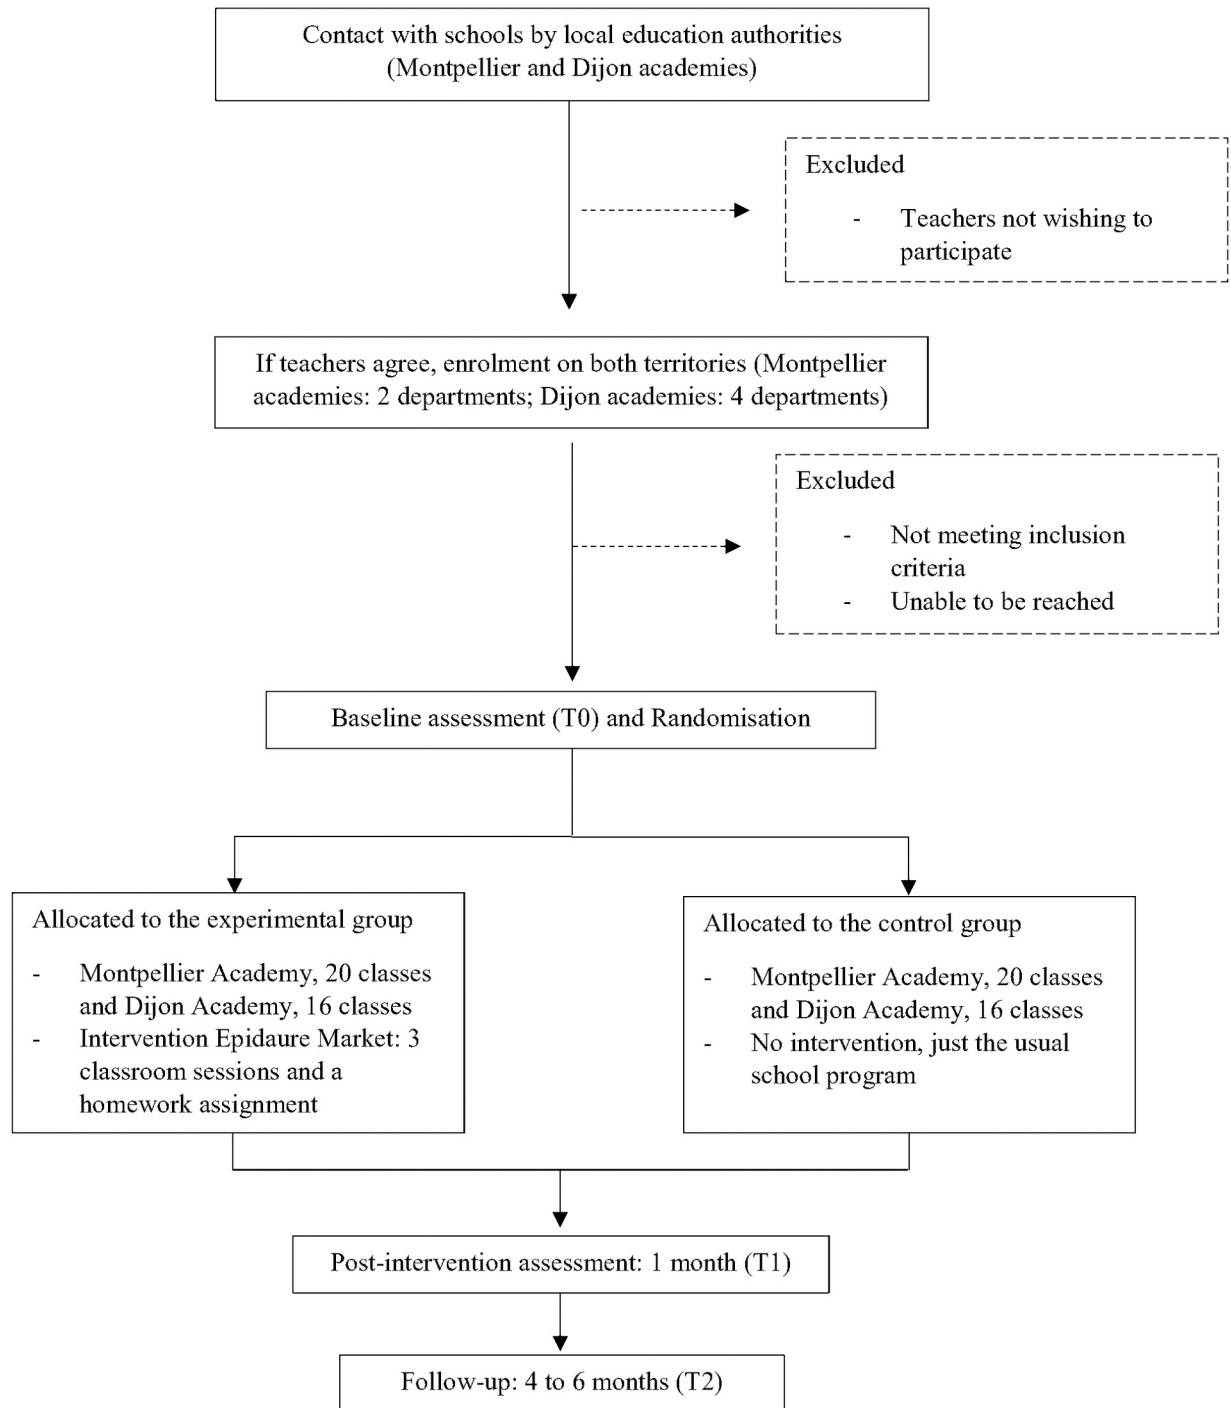 Contact with schools by local education authorities
(Montpellier and Dijon academies)
Excluded
- Teachers not wishing to
participate
If teachers agree, enrolment on both territories (Montpellier
academies: 2 departments; Dijon academies: 4 departments)
Excluded
- Not meeting inclusion
criteria
- Unable to be reached
Baseline assessment (T0) and Randomisation
Allocated to the experimental group
- Montpellier Academy, 20 classes
and Dijon Academy, 16 classes
- Intervention Epidaure Market: 3
classroom sessions and a
homework assignment
Allocated to the control group
- Montpellier Academy, 20 classes
and Dijon Academy, 16 classes
- No intervention, just the usual
school program
Post-intervention assessment: 1 month (T1)
Follow-up: 4 to 6 months (T2)